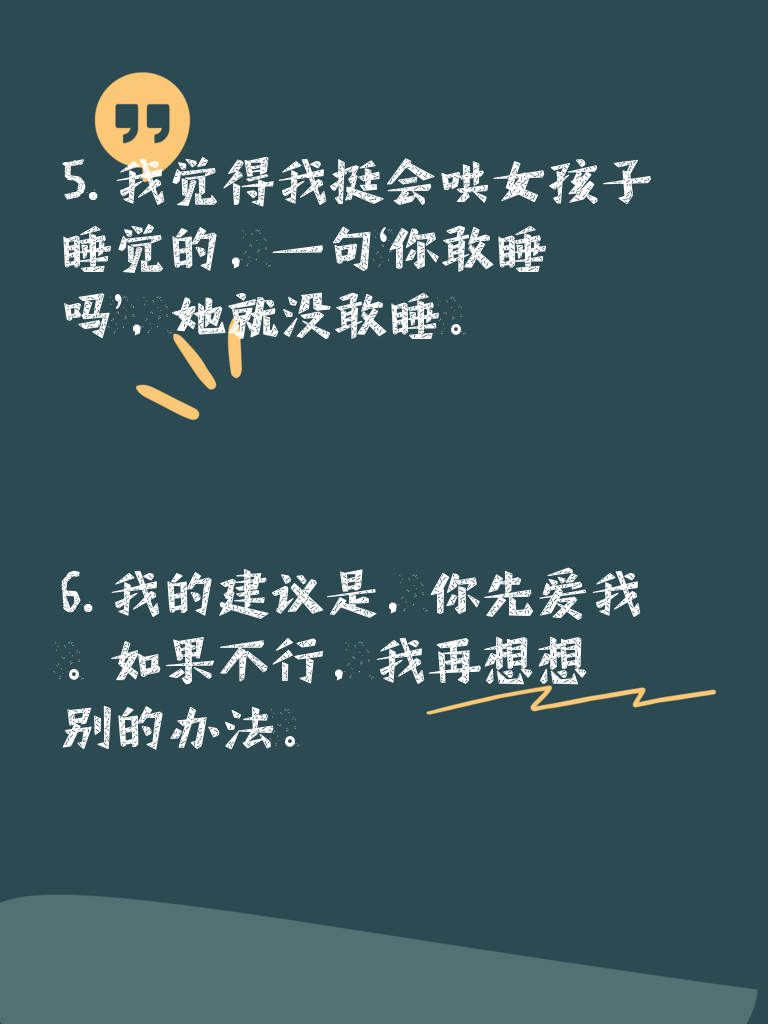 5. 我觉得我挺会哄女孩子
睡觉的，一句‘你敢睡
吗’，她就没敢睡。
6. 我的建议是，你先爱我
。如果不行，我再想想
别的办法。